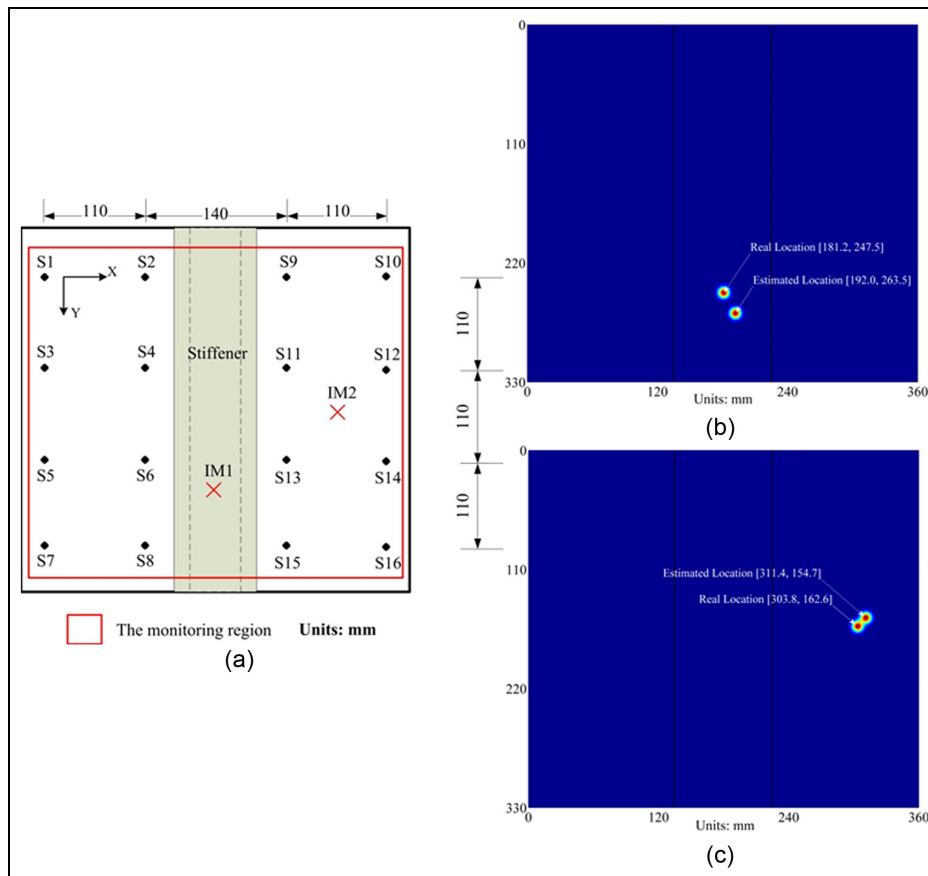 110
140
110
S1
S2
S9
S10
X
Y
S3
S4
Stiffener
S11
S12
IM2
S5
S6
IM1
S13
S14
S7
S8
S15
S16
110
110
110
The monitoring region
Units: mm
(a)
0
110
220
330
Real Location [181.2, 247.5]
Estimated Location [192.0, 263.5]
0
120
240
360
Units: mm
(b)
0
110
220
330
Estimated Location [311.4, 154.7]
Real Location [303.8, 162.6]
0
120
240
360
Units: mm
(c)